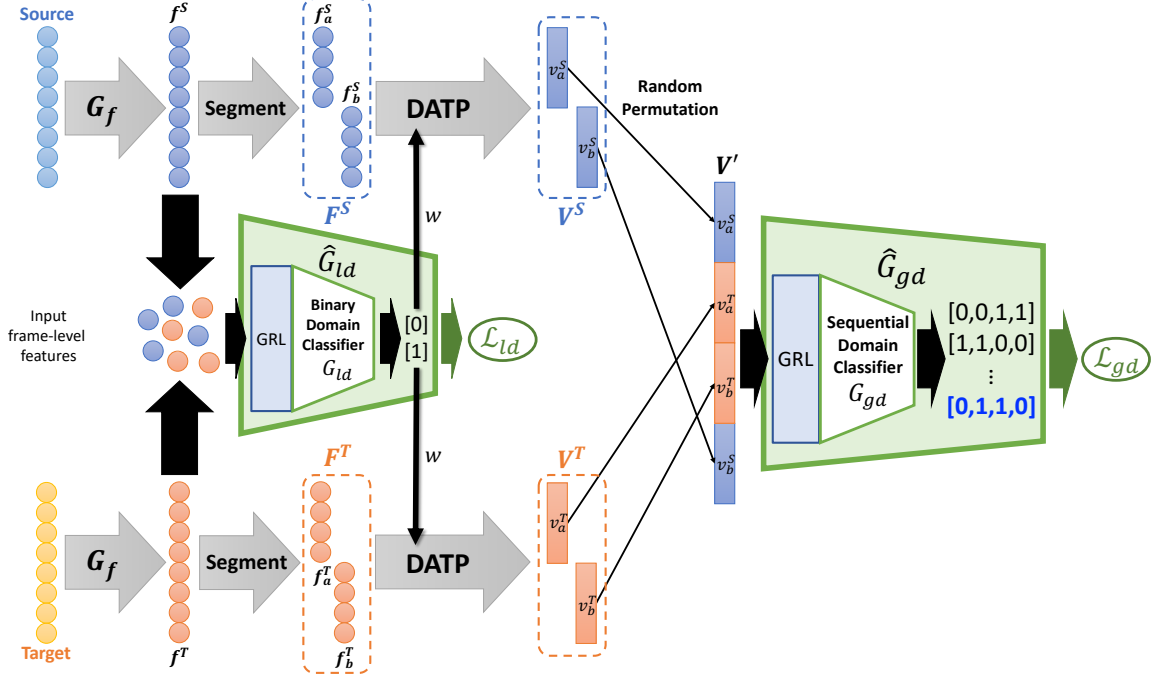 Source
f^S
f_a^S
f_b^S
G_f
Segment
DATP
v_a^S
v_b^S
Random
Permutation
F^S
V^S
V'
w
Ĝ_ld
Input
frame-level
features
GRL
Binary
Domain
Classifier
G_ld
[0]
[1]
ℒ_ld
v_a^S
v_a^T
v_b^T
v_b^S
Ĝ_gd
GRL
Sequential
Domain
Classifier
G_gd
[0,0,1,1]
[1,1,0,0]
⋮
[0,1,1,0]
ℒ_gd
F^T
w
V^T
G_f
Segment
DATP
f_a^T
f_b^T
v_a^T
v_b^T
Target
f^T